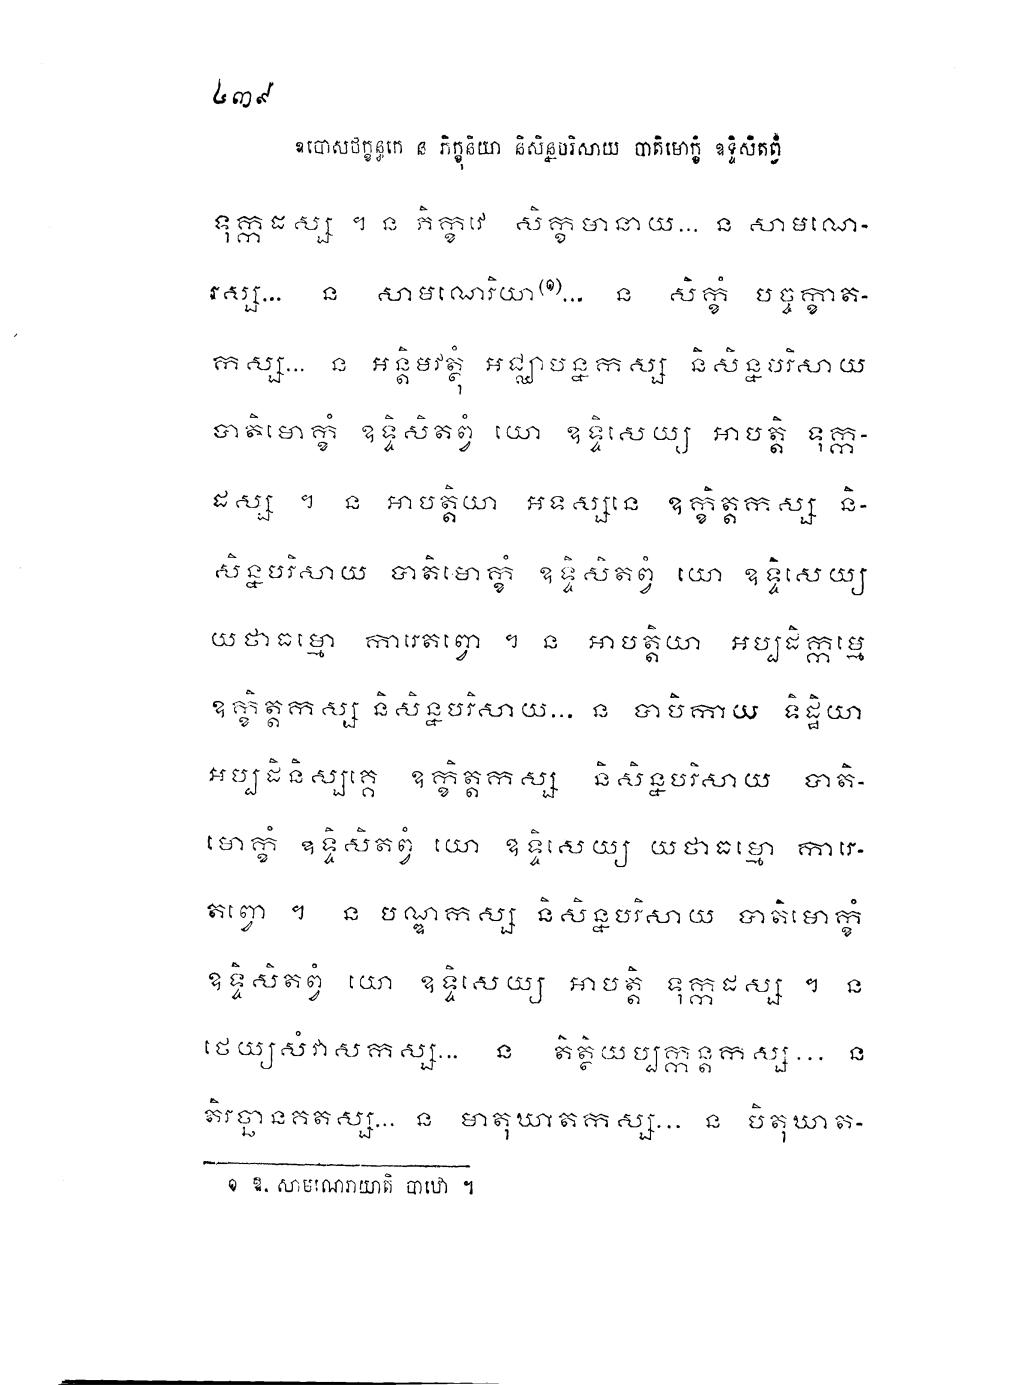 ៤៣៩
ឧបោសថក្ខន្ធកេ ន ភិក្ខុនិយា និសិន្នបរិសាយ បាតិមោក្ខំ ឧទ្ទិសិតព្វំ
ទុក្កដស្ស ។ ន ភិក្ខវេ សិក្ខមានាយ... ន សាមណេ-
រស្ស... ន សាមណេរិយា(១)... ន សិក្ខំ បច្ចក្ខាត-
កស្ស... ន អន្តិមវត្ថុំ អជ្ឈាបន្នកស្ស និសិន្នបរិសាយ
បាតិមោក្ខំ ឧទ្ទិសិតព្វំ យោ ឧទ្ទិសេយ្យ អាបត្តិ ទុក្ក-
ដស្ស ។ ន អាបត្តិយា អទស្សនេ ឧក្ខិត្តកស្ស និ-
សិន្នបរិសាយ បាតិមោក្ខំ ឧទ្ទិសិតព្វំ យោ ឧទ្ទិសេយ្យ
យថាធម្មោ ការេតព្វោ ។ ន អាបត្តិយា អប្បដិក្កម្មេ
ឧក្ខិត្តកស្ស និសិន្នបរិសាយ... ន បាបិកាយ ទិដ្ឋិយា
អប្បដិនិស្សគ្គេ ឧក្ខិត្តកស្ស និសិន្នបរិសាយ បាតិ-
មោក្ខំ ឧទ្ទិសិតព្វំ យោ ឧទ្ទិសេយ្យ យថាធម្មោ ការេ-
តព្វោ ។ ន បណ្ឌកស្ស និសិន្នបរិសាយ បាតិមោក្ខំ
ឧទ្ទិសិតព្វំ យោ ឧទ្ទិសេយ្យ អាបត្តិ ទុក្កដស្ស ។ ន
ថេយ្យសំវាសកស្ស... ន តិត្ថិយប្បក្កន្តកស្ស... ន
តិរច្ឆានគតស្ស... ន មាតុឃាតកស្ស... ន បិតុឃាត-
១ ឱ. សាមណេរាយាតិ បាឋោ ។